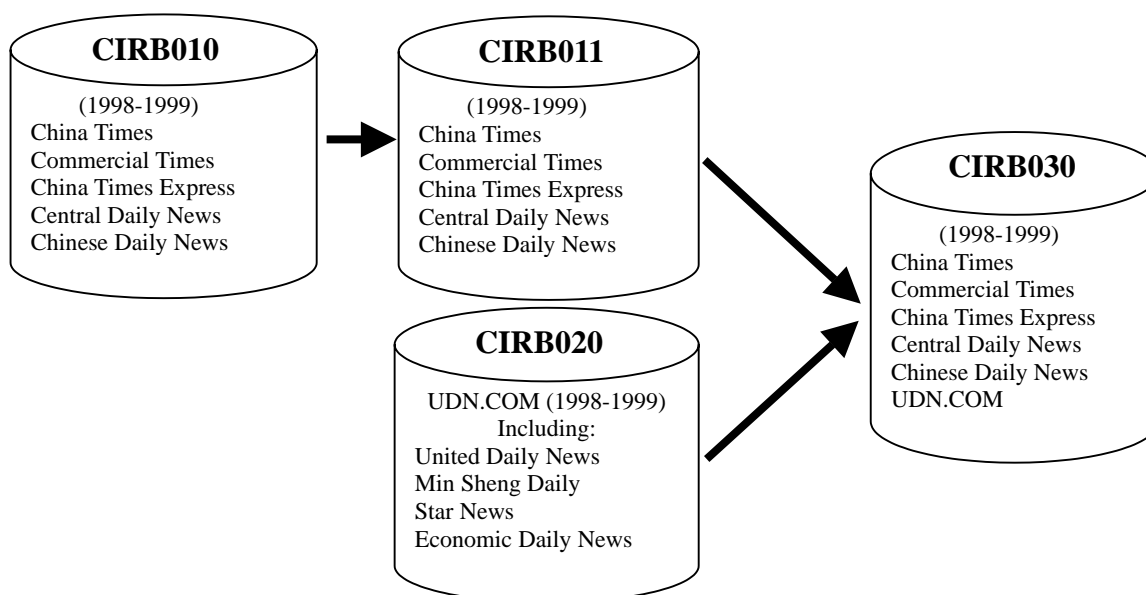 CIRB010
(1998-1999)
China Times
Commercial Times
China Times Express
Central Daily News
Chinese Daily News
CIRB011
(1998-1999)
China Times
Commercial Times
China Times Express
Central Daily News
Chinese Daily News
CIRB020
UDN.COM (1998-1999)
Including:
United Daily News
Min Sheng Daily
Star News
Economic Daily News
CIRB030
(1998-1999)
China Times
Commercial Times
China Times Express
Central Daily News
Chinese Daily News
UDN.COM